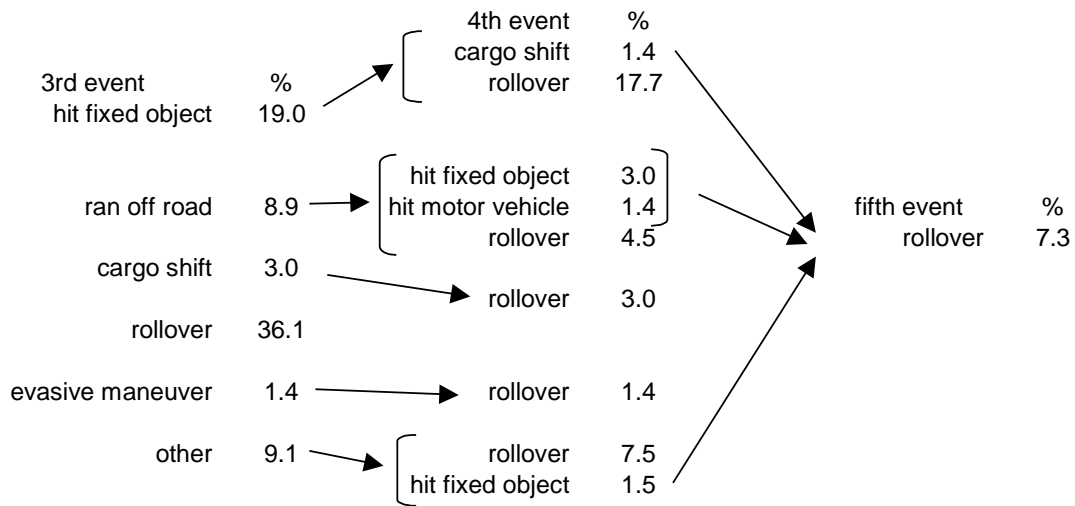 4th event %
cargo shift 1.4
3rd event % rollover 17.7
hit fixed object 19.0
hit fixed object 3.0
ran off road 8.9 hit motor vehicle 1.4 fifth event %
rollover 4.5 rollover 7.3
cargo shift 3.0
rollover 3.0
rollover 36.1
evasive maneuver 1.4 rollover 1.4
other 9.1 rollover 7.5
hit fixed object 1.5